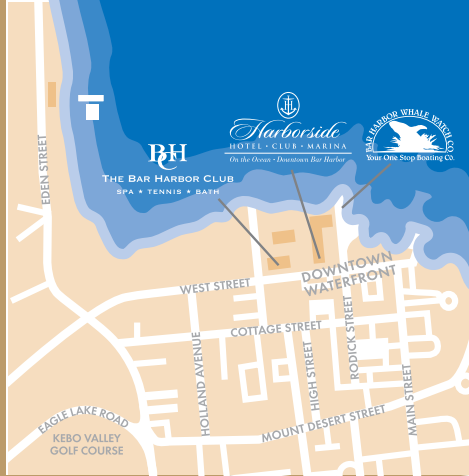 BCH
THE BAR HARBOR CLUB
SPA ★ TENNIS ★ BATH
Harborside
HOTEL • CLUB • MARINA
On the Ocean • Downtown Bar Harbor
BAR HARBOR WHALE WATCH CO.
Your One Stop Boating Co.
EDEN STREET
WEST STREET
DOWNTOWN
WATERFRONT
COTTAGE STREET
HOLLAND AVENUE
HIGH STREET
RODICK STREET
MAIN STREET
MOUNT DESERT STREET
EAGLE LAKE ROAD
KEBO VALLEY
GOLF COURSE